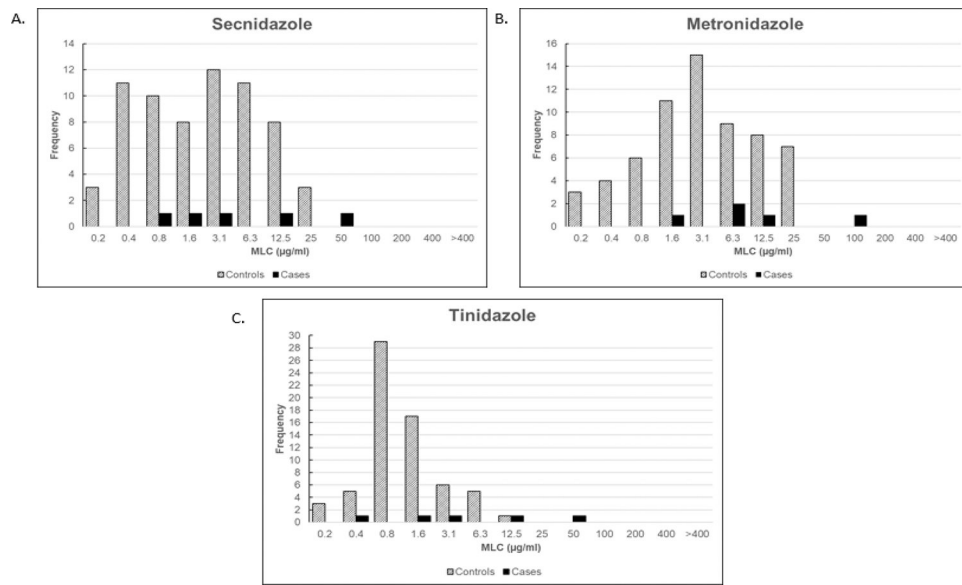 A.
Secnidazole
14
12
10
8
6
4
2
0
Frequency
0.2 0.4 0.8 1.6 3.1 6.3 12.5 25 50 100 200 400 >400
MLC (µg/ml)
Controls Cases
B.
Metronidazole
16
14
12
10
8
6
4
2
0
Frequency
0.2 0.4 0.8 1.6 3.1 6.3 12.5 25 50 100 200 400 >400
MLC (µg/ml)
Controls Cases
C.
Tinidazole
30
28
26
24
22
20
18
16
14
12
10
8
6
4
2
0
Frequency
0.2 0.4 0.8 1.6 3.1 6.3 12.5 25 50 100 200 400 >400
MLC (µg/ml)
Controls Cases